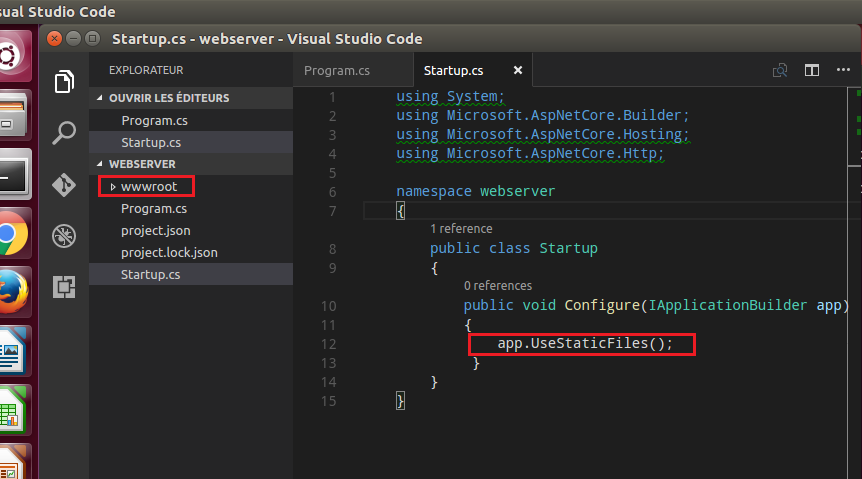 sual Studio Code
Startup.cs - webserver - Visual Studio Code
EXPLORATEUR
Program.cs
Startup.cs
OUVRIR LES ÉDITEURS
Program.cs
Startup.cs
WEBSERVER
wwwroot
Program.cs
project.json
project.lock.json
Startup.cs
1 using System;
2 using Microsoft.AspNetCore.Builder;
3 using Microsoft.AspNetCore.Hosting;
4 using Microsoft.AspNetCore.Http;
5
6 namespace webserver
7 {
1 reference
8 public class Startup
9 {
0 references
10 public void Configure(IApplicationBuilder app)
11 {
12 app.UseStaticFiles();
13 }
14 }
15 }